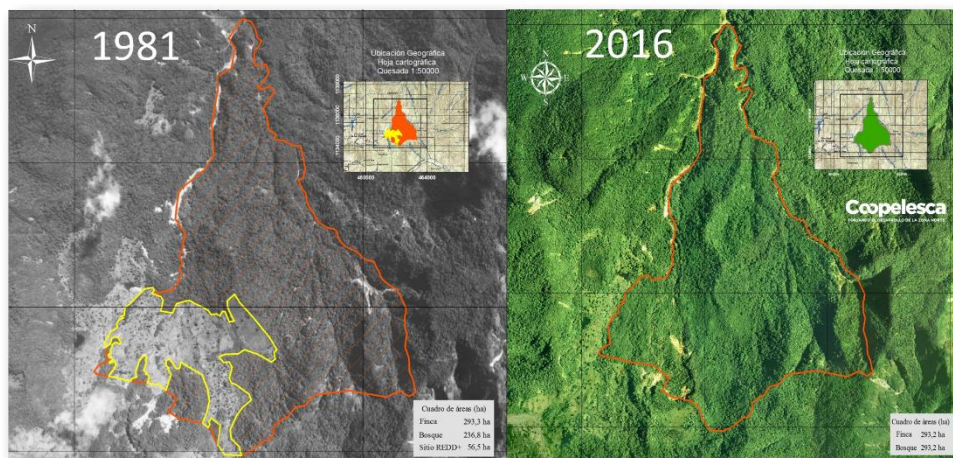 1981
N
Ubicación Geográfica
Hoja cartográfica
Quesada 1:50000
Cuadro de áreas (ha)
Finca 293,3 ha
Bosque 236,8 ha
Sitio REDD+ 56,5 ha
2016
N
W E
S
Ubicación Geográfica
Hoja cartográfica
Quesada 1:50000
Coopelesca
Cuadro de áreas (ha)
Finca 293,2 ha
Bosque 293,2 ha